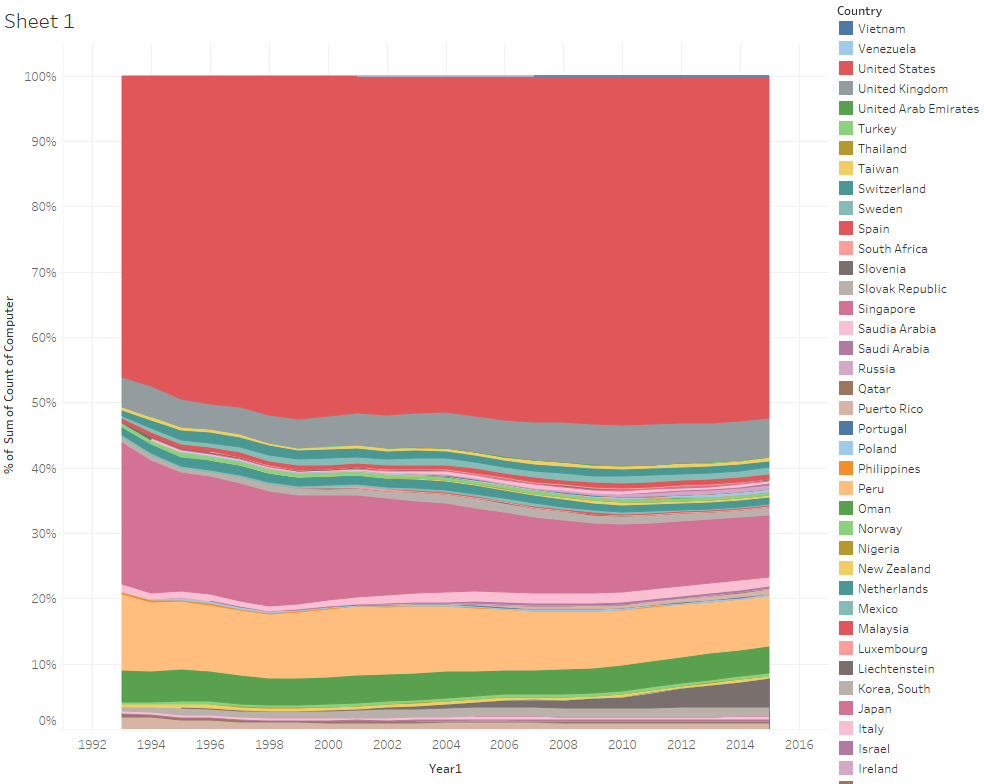 Sheet 1
% of Sum of Count of Computer
100%
90%
80%
70%
60%
50%
40%
30%
20%
10%
0%
1992 1994 1996 1998 2000 2002 2004 2006 2008 2010 2012 2014 2016
Year1
Country
Vietnam
Venezuela
United States
United Kingdom
United Arab Emirates
Turkey
Thailand
Taiwan
Switzerland
Sweden
Spain
South Africa
Slovenia
Slovak Republic
Singapore
Saudia Arabia
Saudi Arabia
Russia
Qatar
Puerto Rico
Portugal
Poland
Philippines
Peru
Oman
Norway
Nigeria
New Zealand
Netherlands
Mexico
Malaysia
Luxembourg
Liechtenstein
Korea, South
Japan
Italy
Israel
Ireland